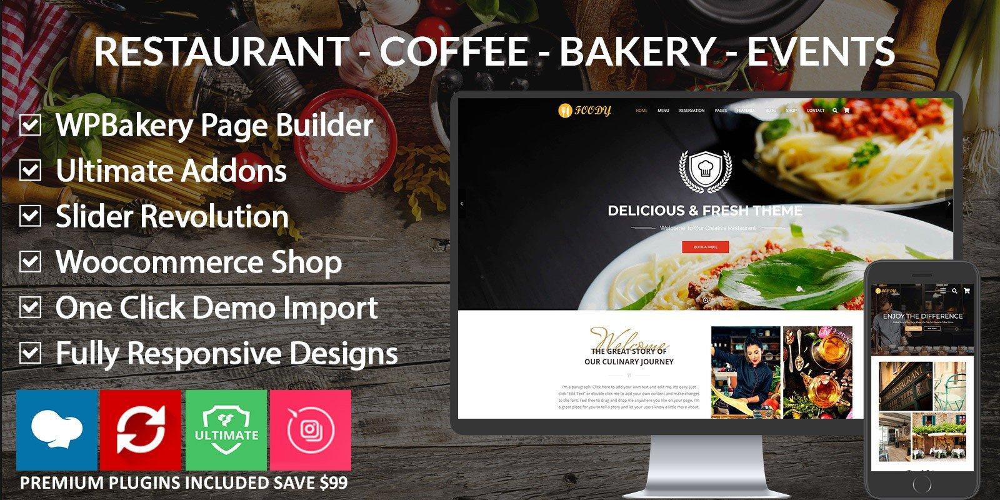 RESTAURANT - COFFEE - BAKERY - EVENTS
WPBakery Page Builder
Ultimate Addons
Slider Revolution
Woocommerce Shop
One Click Demo Import
Fully Responsive Designs
ULTIMATE
PREMIUM PLUGINS INCLUDED SAVE $99
FOODY
HOME MENU RESERVATION PAGES FEATURES BLOG SHOP CONTACT
DELICIOUS & FRESH THEME
Welcome To Our Creative Restaurant
BOOK A TABLE
Welcome
THE GREAT STORY OF
OUR CULINARY JOURNEY
I'm a paragraph. Click here to add your own text and edit me. It's easy. Just
click "Edit Text" or double click me to add your own content and make changes
to the font. Feel free to drag and drop me anywhere you like on your page. I'm
a great place for you to tell a story and let your users know a little more about.
FOODY
ENJOY THE DIFFERENCE
RESTAURANT